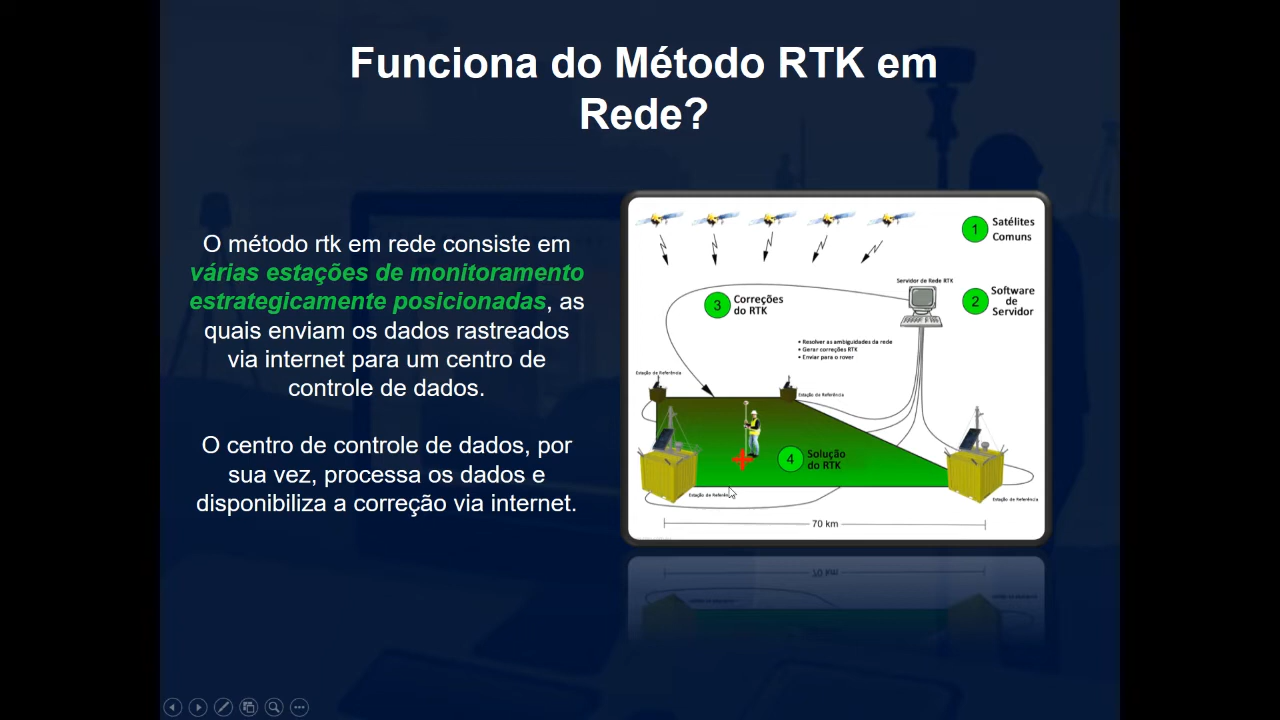 Funciona do Método RTK em
Rede?
O método rtk em rede consiste em
várias estações de monitoramento
estrategicamente posicionadas, as
quais enviam os dados rastreados
via internet para um centro de
controle de dados.
O centro de controle de dados, por
sua vez, processa os dados e
disponibiliza a correção via internet.
1
Satélites
Comuns
Servidor de Rede RTK
2
Software
de
Servidor
3
Correções
do RTK
• Resolver as ambiguidades da rede
• Gerar correções RTK
• Enviar para o rover
Estação de Referência
Estação de Referência
4
Solução
do RTK
Estação de Referência
Estação de Referência
70 km